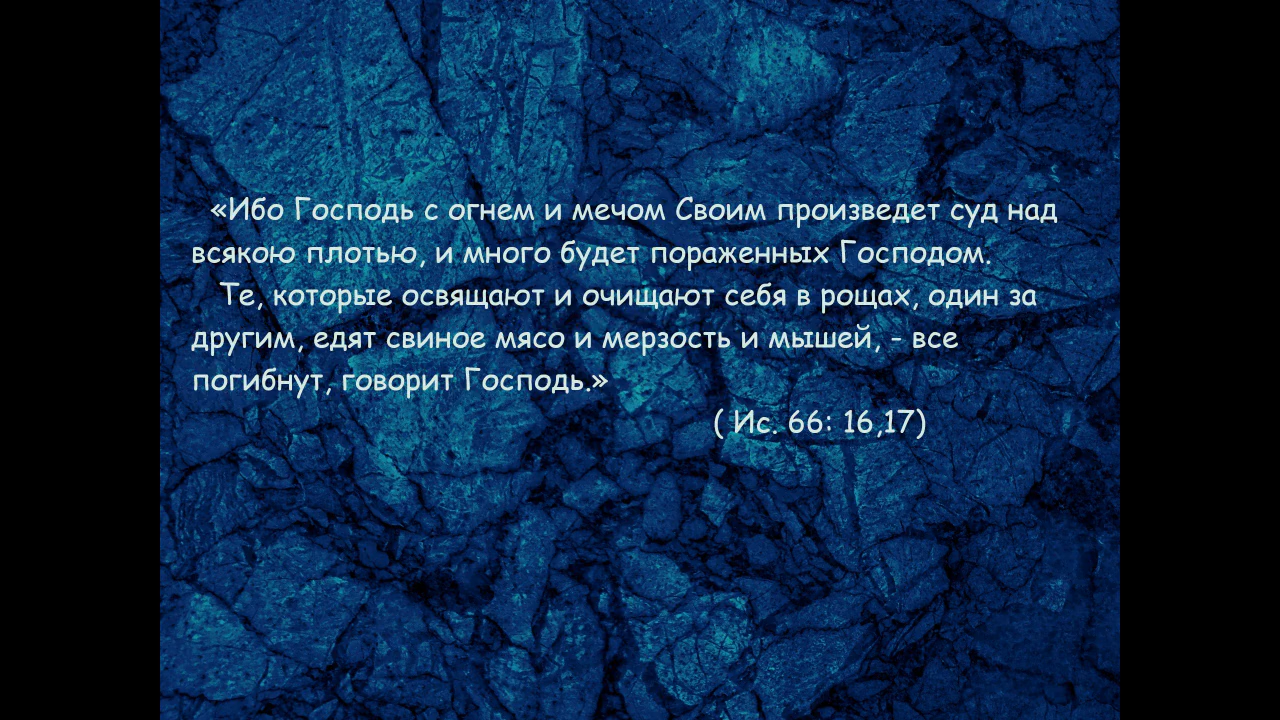 «Ибо Господь с огнем и мечом Своим произведет суд над
всякою плотью, и много будет пораженных Господом.
Те, которые освящают и очищают себя в рощах, один за
другим, едят свиное мясо и мерзость и мышей, - все
погибнут, говорит Господь.»
( Ис. 66: 16,17)